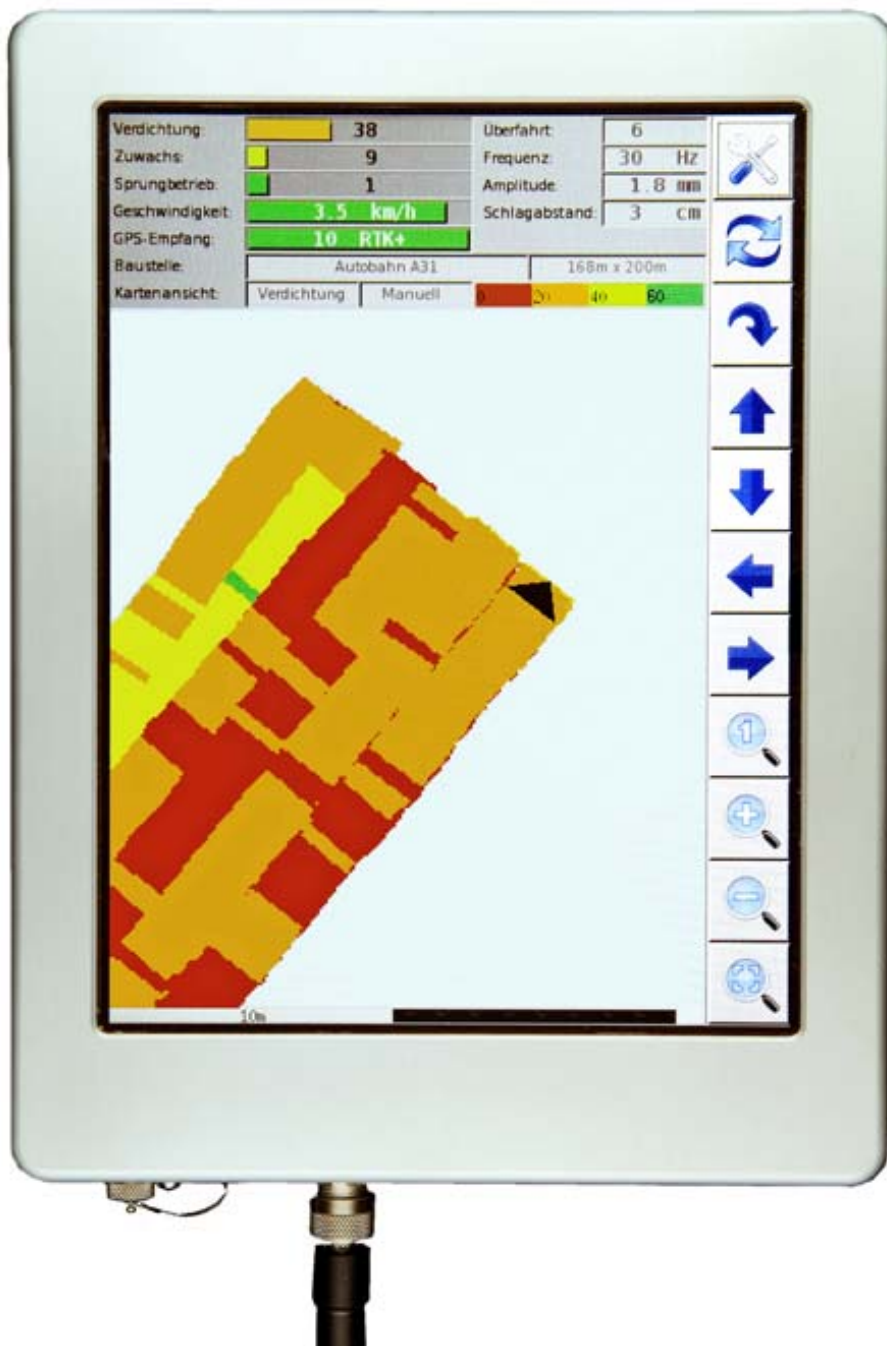 Verdichtung: 38 Überfahrt: 6
Zuwachs: 9 Frequenz: 30 Hz
Sprungbetrieb: 1 Amplitude: 1.8 mm
Geschwindigkeit: 3.5 km/h Schlagabstand: 3 cm
GPS-Empfang: 10 RTK+
Baustelle: Autobahn A31 168m x 200m
Kartenansicht: Verdichtung Manuell 0 20 40 60
1
10m